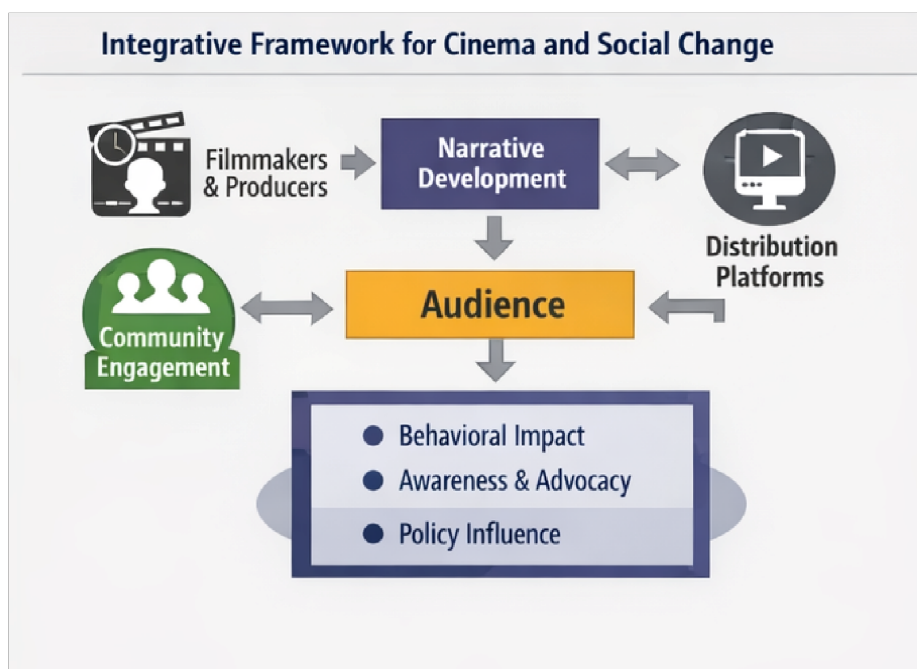 Integrative Framework for Cinema and Social Change
Filmmakers
& Producers
Narrative
Development
Distribution
Platforms
Community
Engagement
Audience
Behavioral Impact
Awareness & Advocacy
Policy Influence